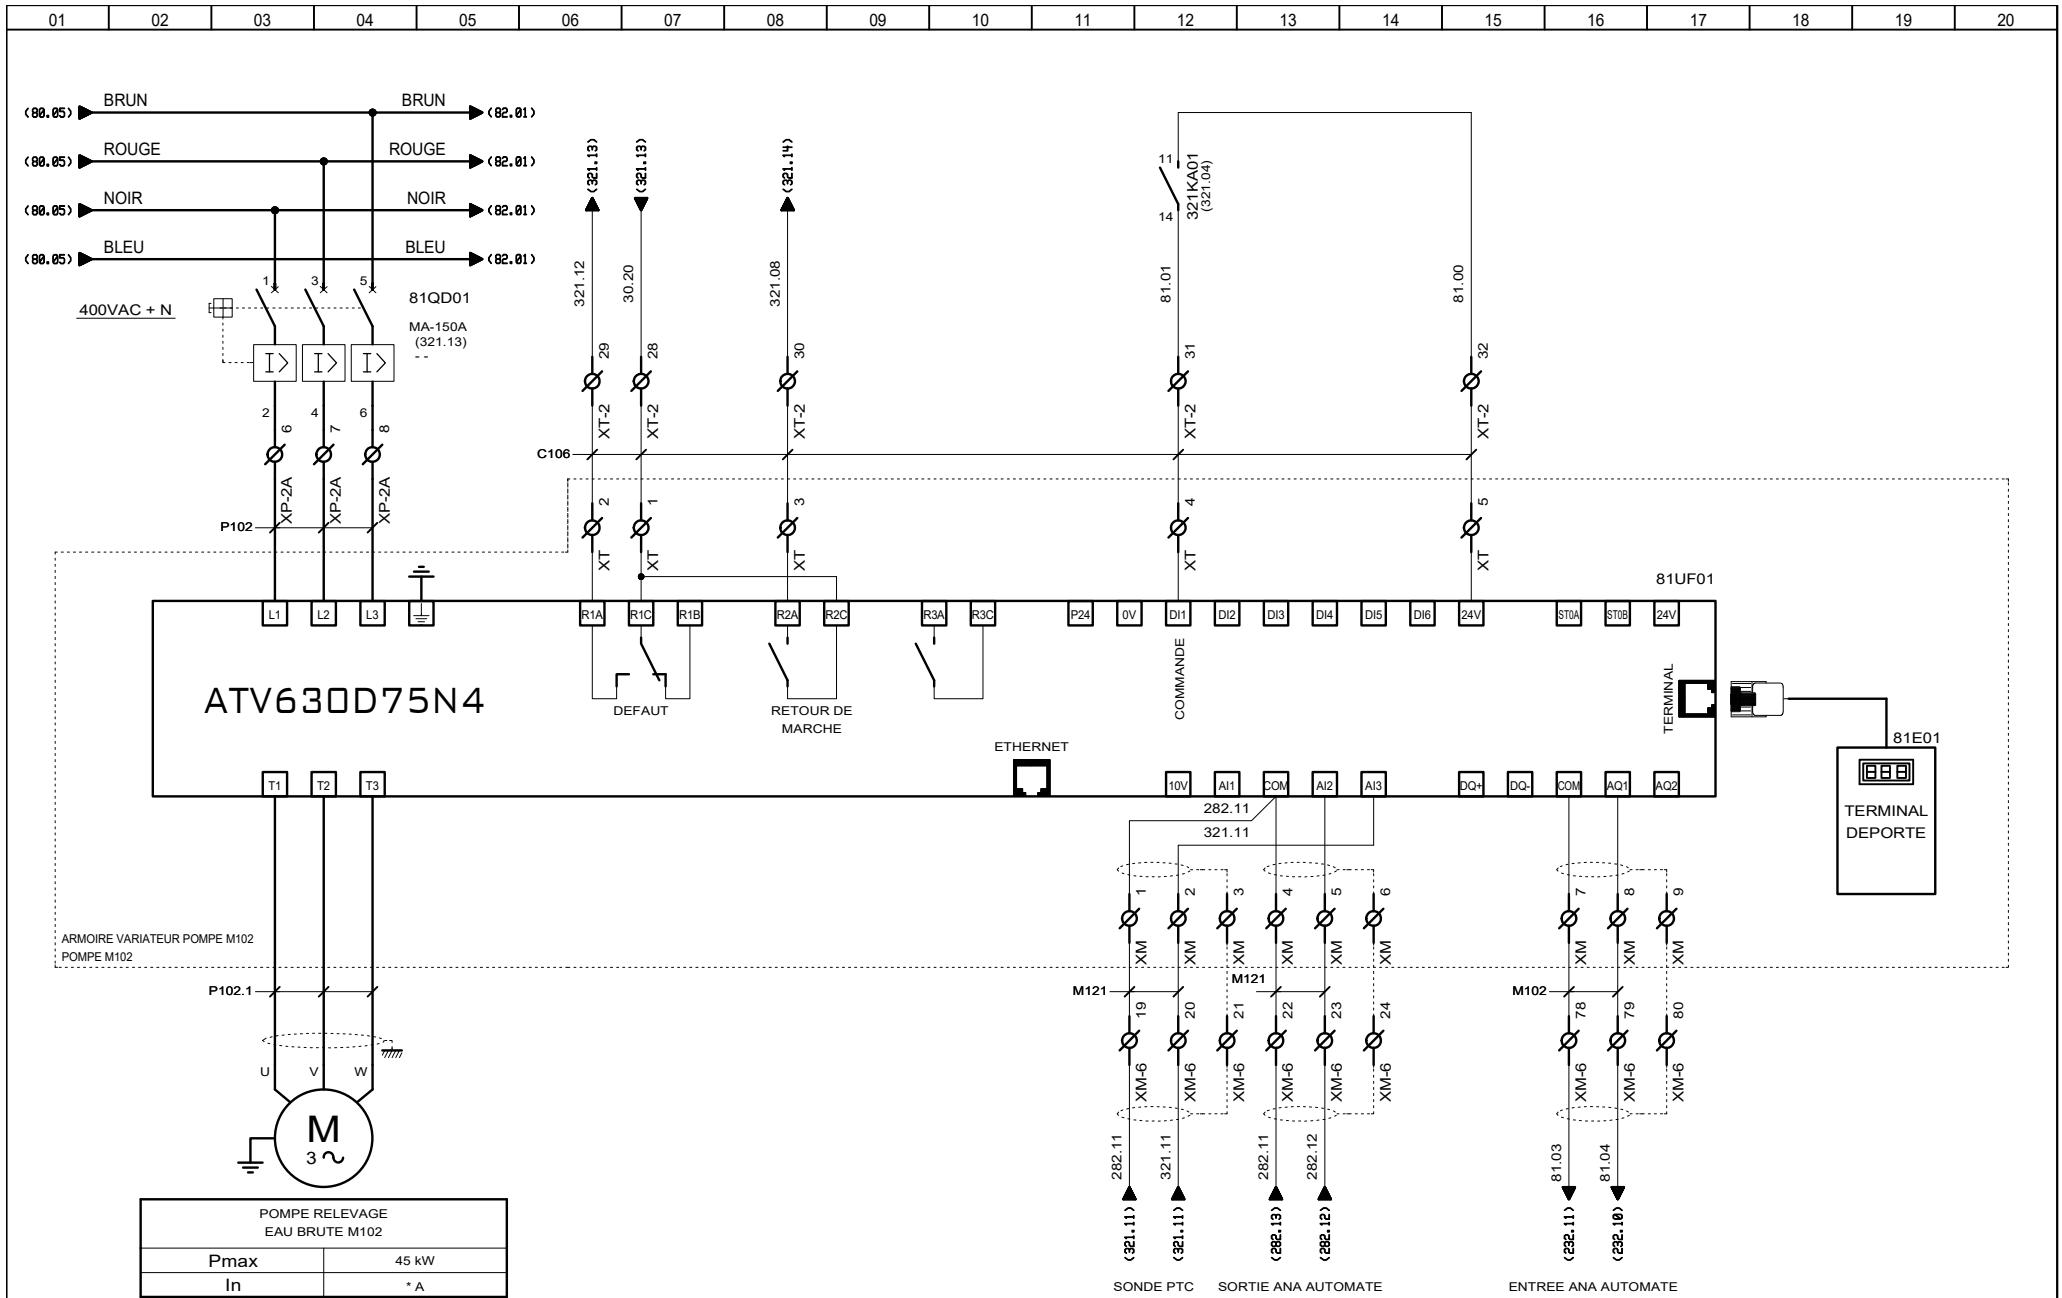 01 02 03 04 05 06 07 08 09 10 11 12 13 14 15 16 17 18 19 20
(80.05) BRUN BRUN (82.01)
(80.05) ROUGE ROUGE (82.01)
(80.05) NOIR NOIR (82.01)
(80.05) BLEU BLEU (82.01)
400VAC + N
1 3 5
81QD01
MA-150A
(321.13)
- -
I> I> I>
2 4 6
6 7 8
XP-2A XP-2A XP-2A
P102
(321.13) (321.13) (321.14)
321.12 30.20 321.08
11
14
321KA01
(321.04)
81.01 81.00
29 28 30 31 32
XT-2 XT-2 XT-2 XT-2 XT-2
C106
2 1 3 4 5
XT XT XT XT XT
81UF01
L1 L2 L3 R1A R1C R1B R2A R2C R3A R3C P24 0V DI1 DI2 DI3 DI4 DI5 DI6 24V ST0A ST0B 24V
ATV630D75N4
DEFAUT
RETOUR DE
MARCHE
COMMANDE
TERMINAL
ETHERNET
81E01
TERMINAL
DEPORTE
T1 T2 T3 10V AI1 COM AI2 AI3 DQ+ DQ- COM AQ1 AQ2
282.11
321.11
1 2 3 4 5 6 7 8 9
XM XM XM XM XM XM XM XM XM
ARMOIRE VARIATEUR POMPE M102
POMPE M102
P102.1
M121 M121 M102
19 20 21 22 23 24 78 79 80
XM-6 XM-6 XM-6 XM-6 XM-6 XM-6 XM-6 XM-6 XM-6
U V W
M
3
282.11 321.11 282.11 282.12 81.03 81.04
(321.11) (321.11) (282.13) (282.12) (232.11) (232.10)
SONDE PTC SORTIE ANA AUTOMATE ENTREE ANA AUTOMATE
POMPE RELEVAGE
EAU BRUTE M102
Pmax 45 kW
In * A